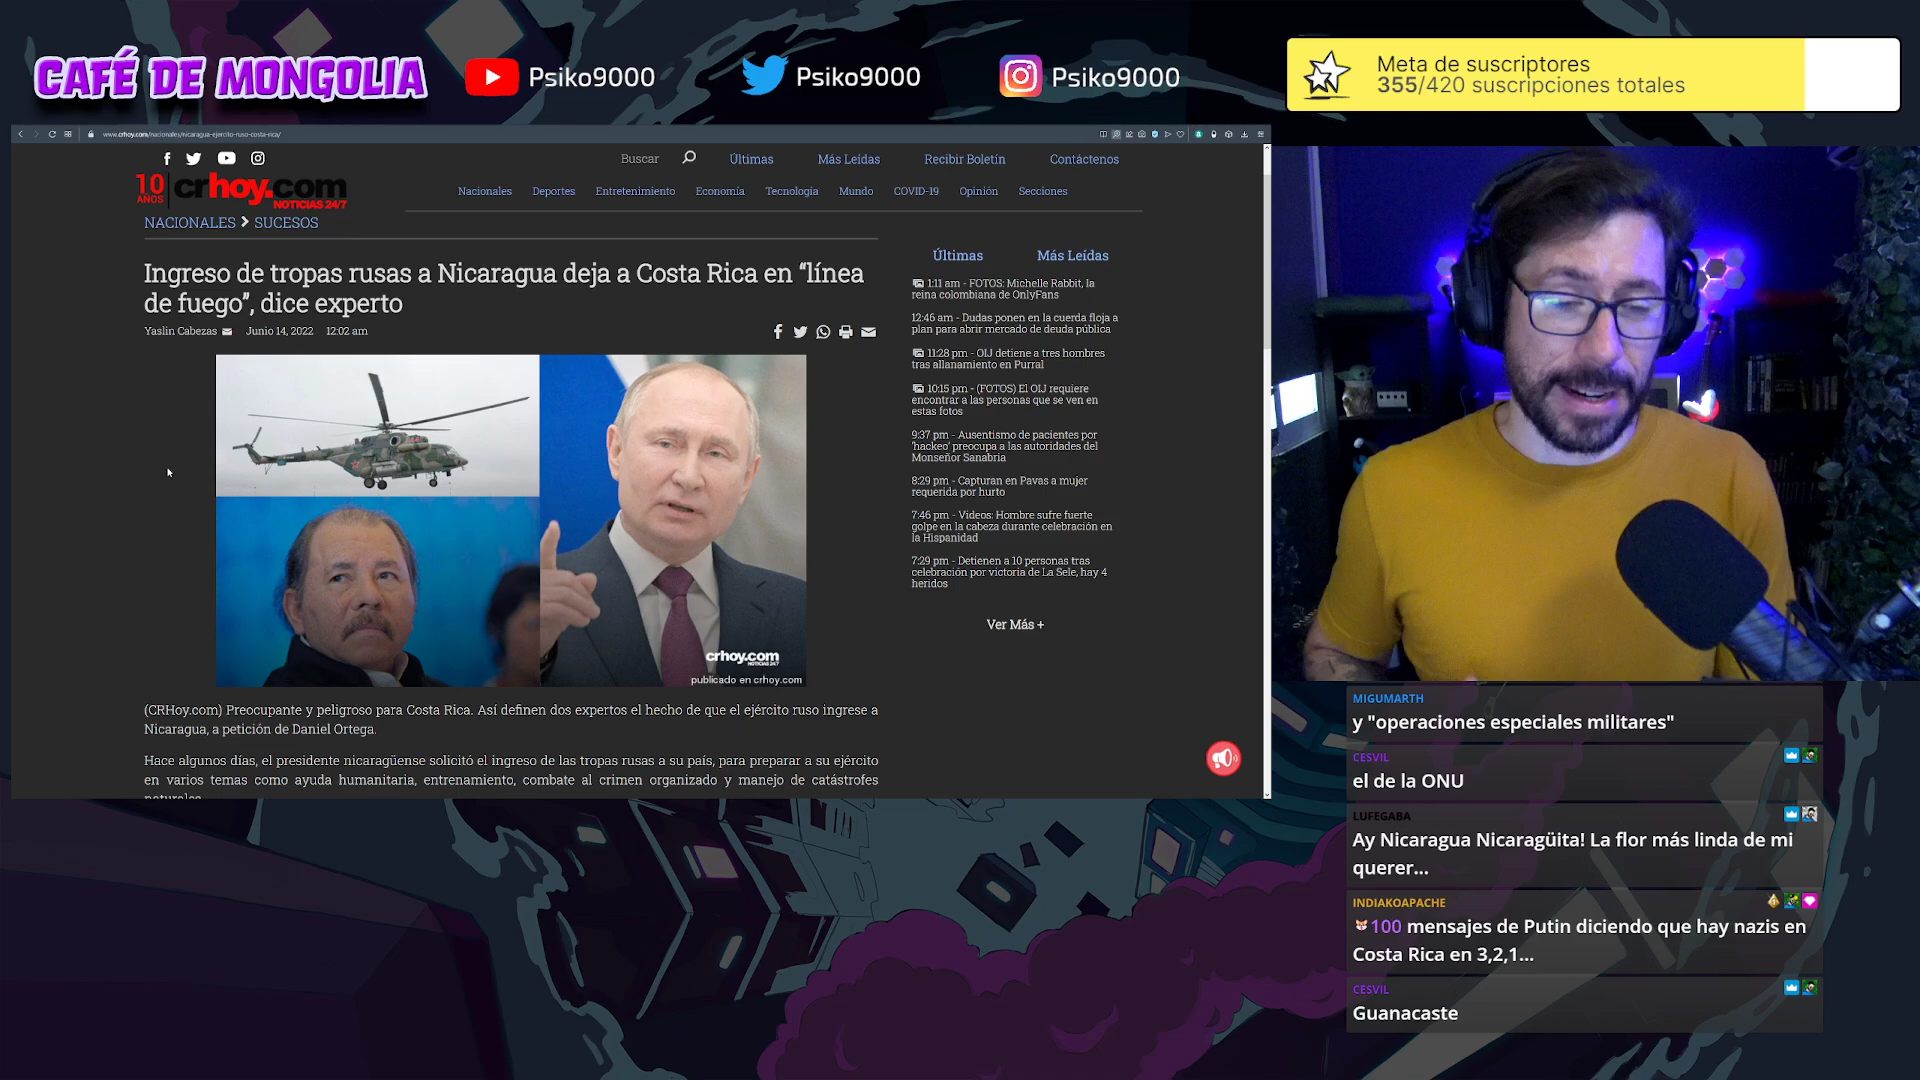 CAFÉ DE MONGOLIA
Psiko9000
Psiko9000
Psiko9000
Meta de suscriptores
355/420 suscripciones totales
www.crhoy.com/nacionales/nicaragua-ejercito-ruso-costa-rica/
Buscar
Últimas
Más Leídas
Recibir Boletín
Contáctenos
10 AÑOS
crhoy.com
NOTICIAS 24/7
Nacionales
Deportes
Entretenimiento
Economía
Tecnología
Mundo
COVID-19
Opinión
Secciones
NACIONALES > SUCESOS
Ingreso de tropas rusas a Nicaragua deja a Costa Rica en “línea
de fuego”, dice experto
Yaslin Cabezas
Junio 14, 2022
12:02 am
crhoy.com
NOTICIAS 24/7
publicado en crhoy.com
(CRHoy.com) Preocupante y peligroso para Costa Rica. Así definen dos expertos el hecho de que el ejército ruso ingrese a
Nicaragua, a petición de Daniel Ortega.
Hace algunos días, el presidente nicaragüense solicitó el ingreso de las tropas rusas a su país, para preparar a su ejército
en varios temas como ayuda humanitaria, entrenamiento, combate al crimen organizado y manejo de catástrofes
naturales.
Últimas
Más Leídas
1:11 am - FOTOS: Michelle Rabbit, la
reina colombiana de OnlyFans
12:46 am - Dudas ponen en la cuerda floja a
plan para abrir mercado de deuda pública
11:28 pm - OIJ detiene a tres hombres
tras allanamiento en Purral
10:15 pm - (FOTOS) El OIJ requiere
encontrar a las personas que se ven en
estas fotos
9:37 pm - Ausentismo de pacientes por
‘hackeo’ preocupa a las autoridades del
Monseñor Sanabria
8:29 pm - Capturan en Pavas a mujer
requerida por hurto
7:46 pm - Videos: Hombre sufre fuerte
golpe en la cabeza durante celebración en
la Hispanidad
7:29 pm - Detienen a 10 personas tras
celebración por victoria de La Sele, hay 4
heridos
Ver Más +
MIGUMARTH
y "operaciones especiales militares"
CESVIL
el de la ONU
LUFEGABA
Ay Nicaragua Nicaragüita! La flor más linda de mi
querer...
INDIAKOAPACHE
100 mensajes de Putin diciendo que hay nazis en
Costa Rica en 3,2,1...
CESVIL
Guanacaste